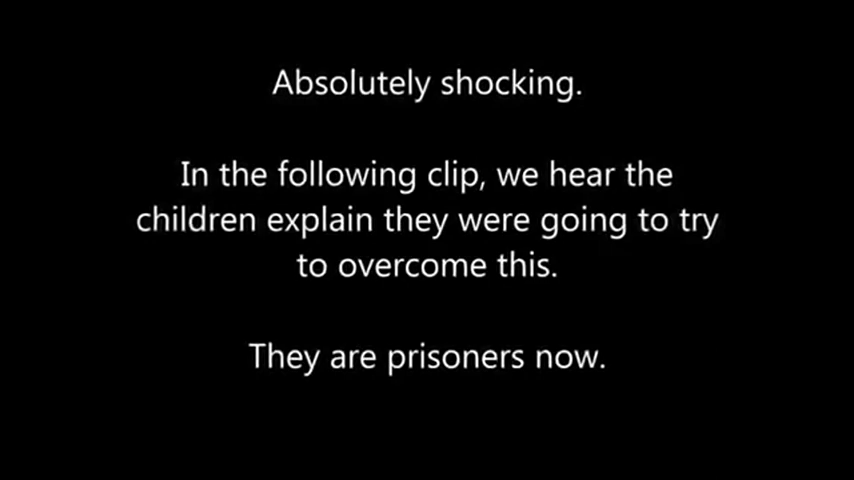 Absolutely shocking.
In the following clip, we hear the
children explain they were going to try
to overcome this.
They are prisoners now.